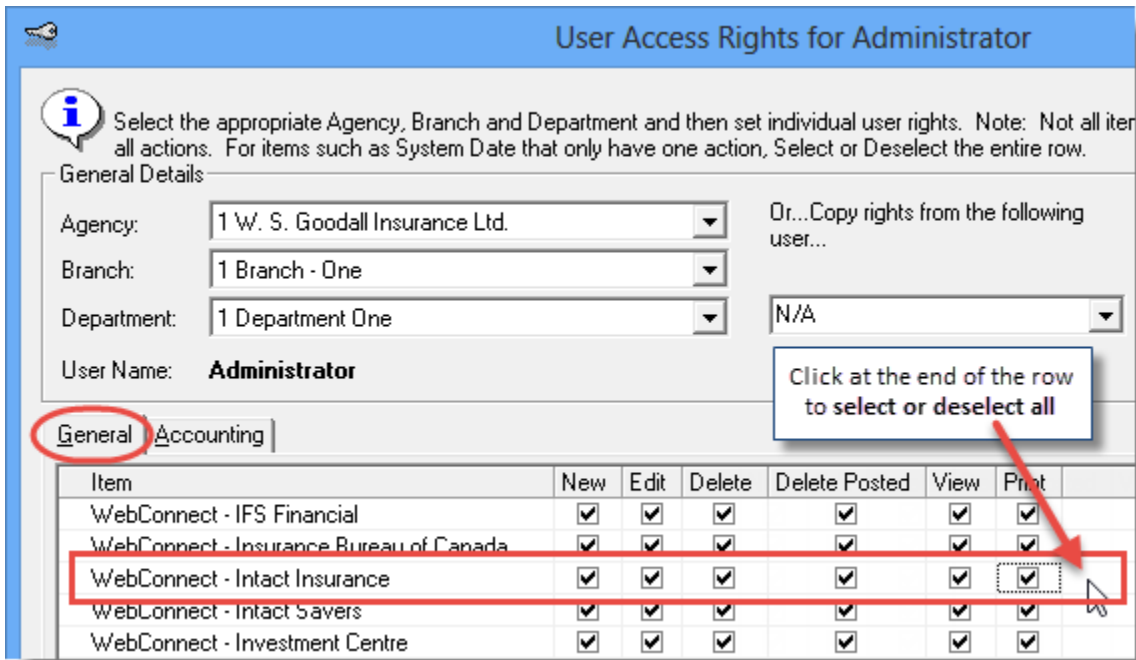 User Access Rights for Administrator
Select the appropriate Agency, Branch and Department and then set individual user rights. Note: Not all
all actions. For items such as System Date that only have one action, Select or Deselect the entire row.
General Details
Agency:
1 W. S. Goodall Insurance Ltd.
Or...Copy rights from the following
user...
Branch:
1 Branch - One
Department:
1 Department One
N/A
User Name: Administrator
Click at the end of the row
to select or deselect all
General Accounting
Item New Edit Delete Delete Posted View Print
WebConnect - IFS Financial
WebConnect - Insurance Bureau of Canada
WebConnect - Intact Insurance
WebConnect - Intact Savers
WebConnect - Investment Centre